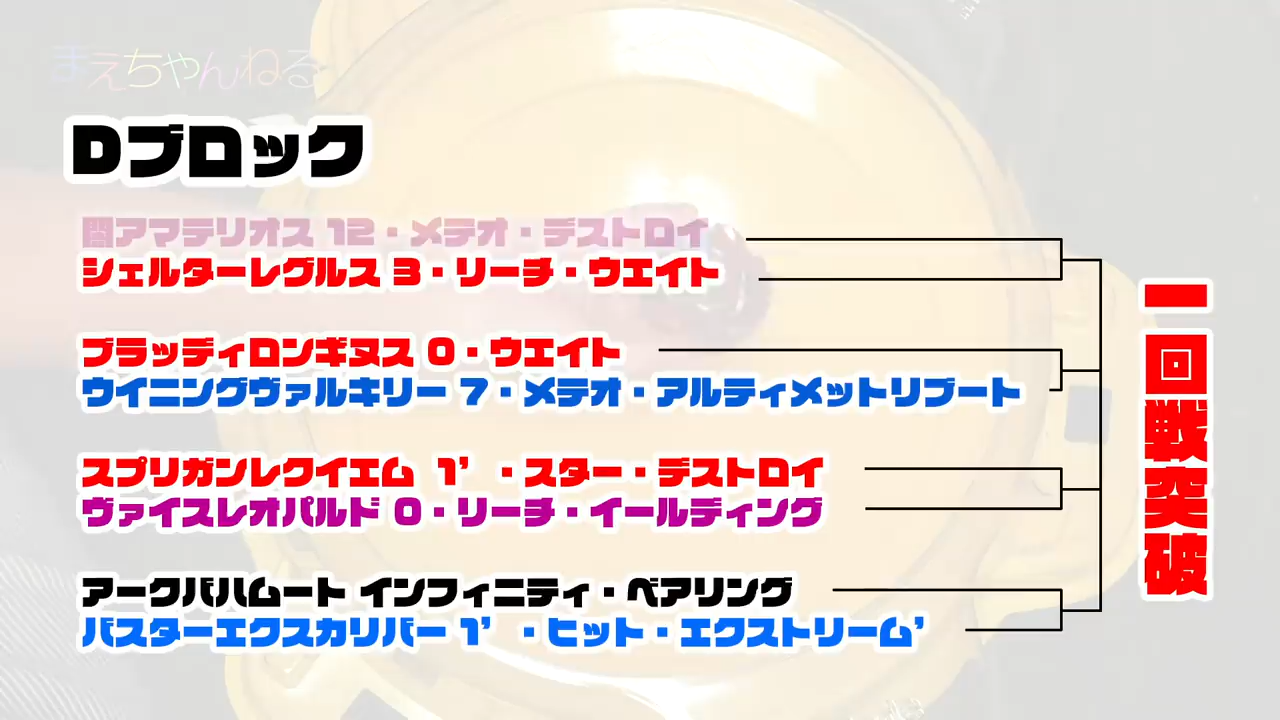 まえちゃんねる
Dブロック
闇アマテリオス 12・メテオ・デストロイ
シェルターレグルス 3・リーチ・ウエイト
ブラッディロンギヌス 0・ウエイト
ウイニングヴァルキリー 7・メテオ・アルティメットリブート
スプリガンレクイエム 1’・スター・デストロイ
ヴァイスレオパルド 0・リーチ・イールディング
アークバハムート インフィニティ・ベアリング
バスターエクスカリバー 1’・ヒット・エクストリーム’
一回戦突破